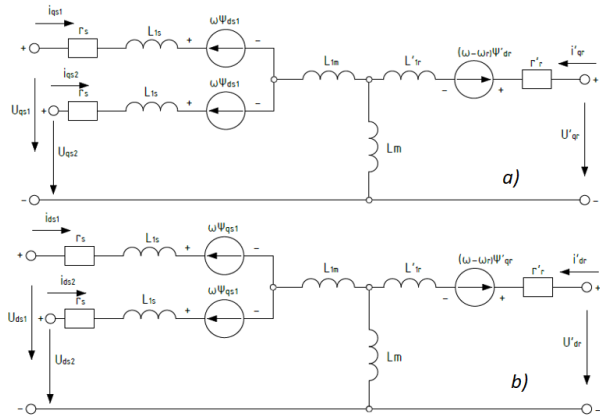 iqs1
rs
L1s
+
ωΨds1
−
+
iqs2
rs
L1s
+
ωΨds1
−
+
Uqs1
Uqs2
L1m
L'1r
(ω−ωr)Ψ'dr
−
+
r'r
i'qr
+
U'qr
Lm
a)
−
−
ids1
rs
L1s
+
ωΨqs1
−
+
ids2
rs
L1s
+
ωΨqs1
−
+
Uds1
Uds2
L1m
L'1r
(ω−ωr)Ψ'qr
−
+
r'r
i'dr
+
U'dr
Lm
b)
−
−